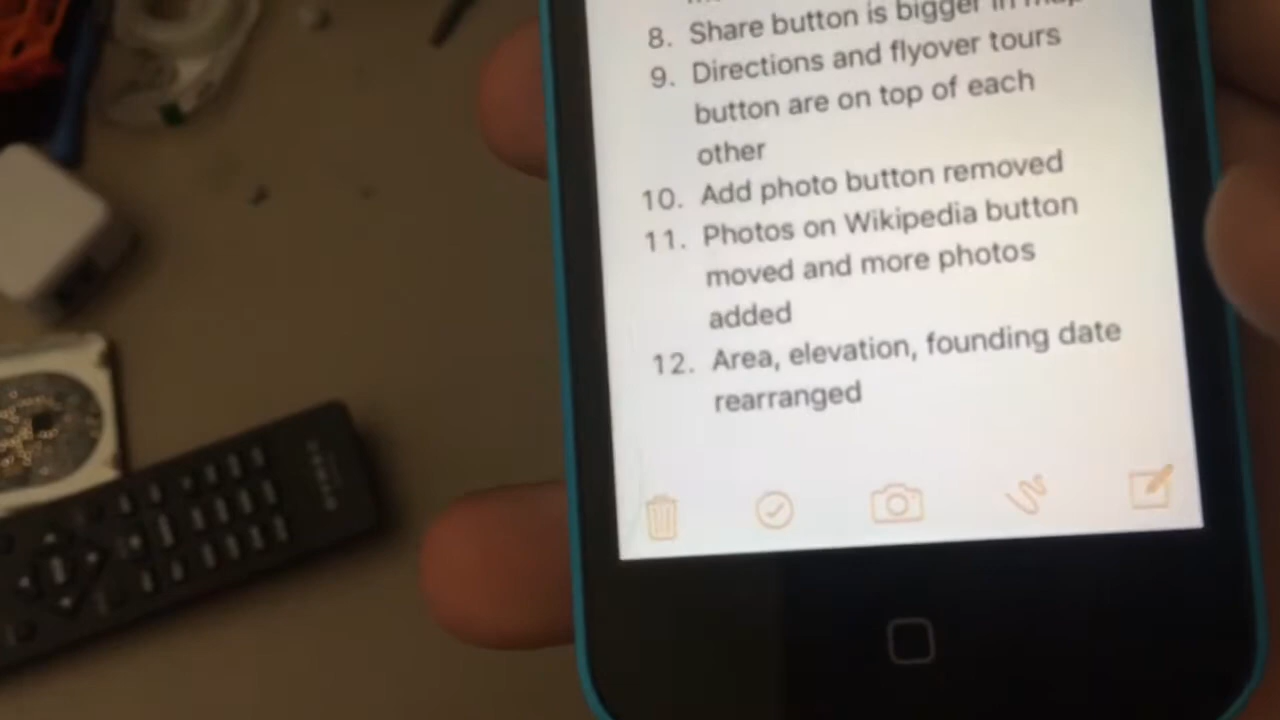 8. Share button is bigger in map
9. Directions and flyover tours
button are on top of each
other
10. Add photo button removed
11. Photos on Wikipedia button
moved and more photos
added
12. Area, elevation, founding date
rearranged